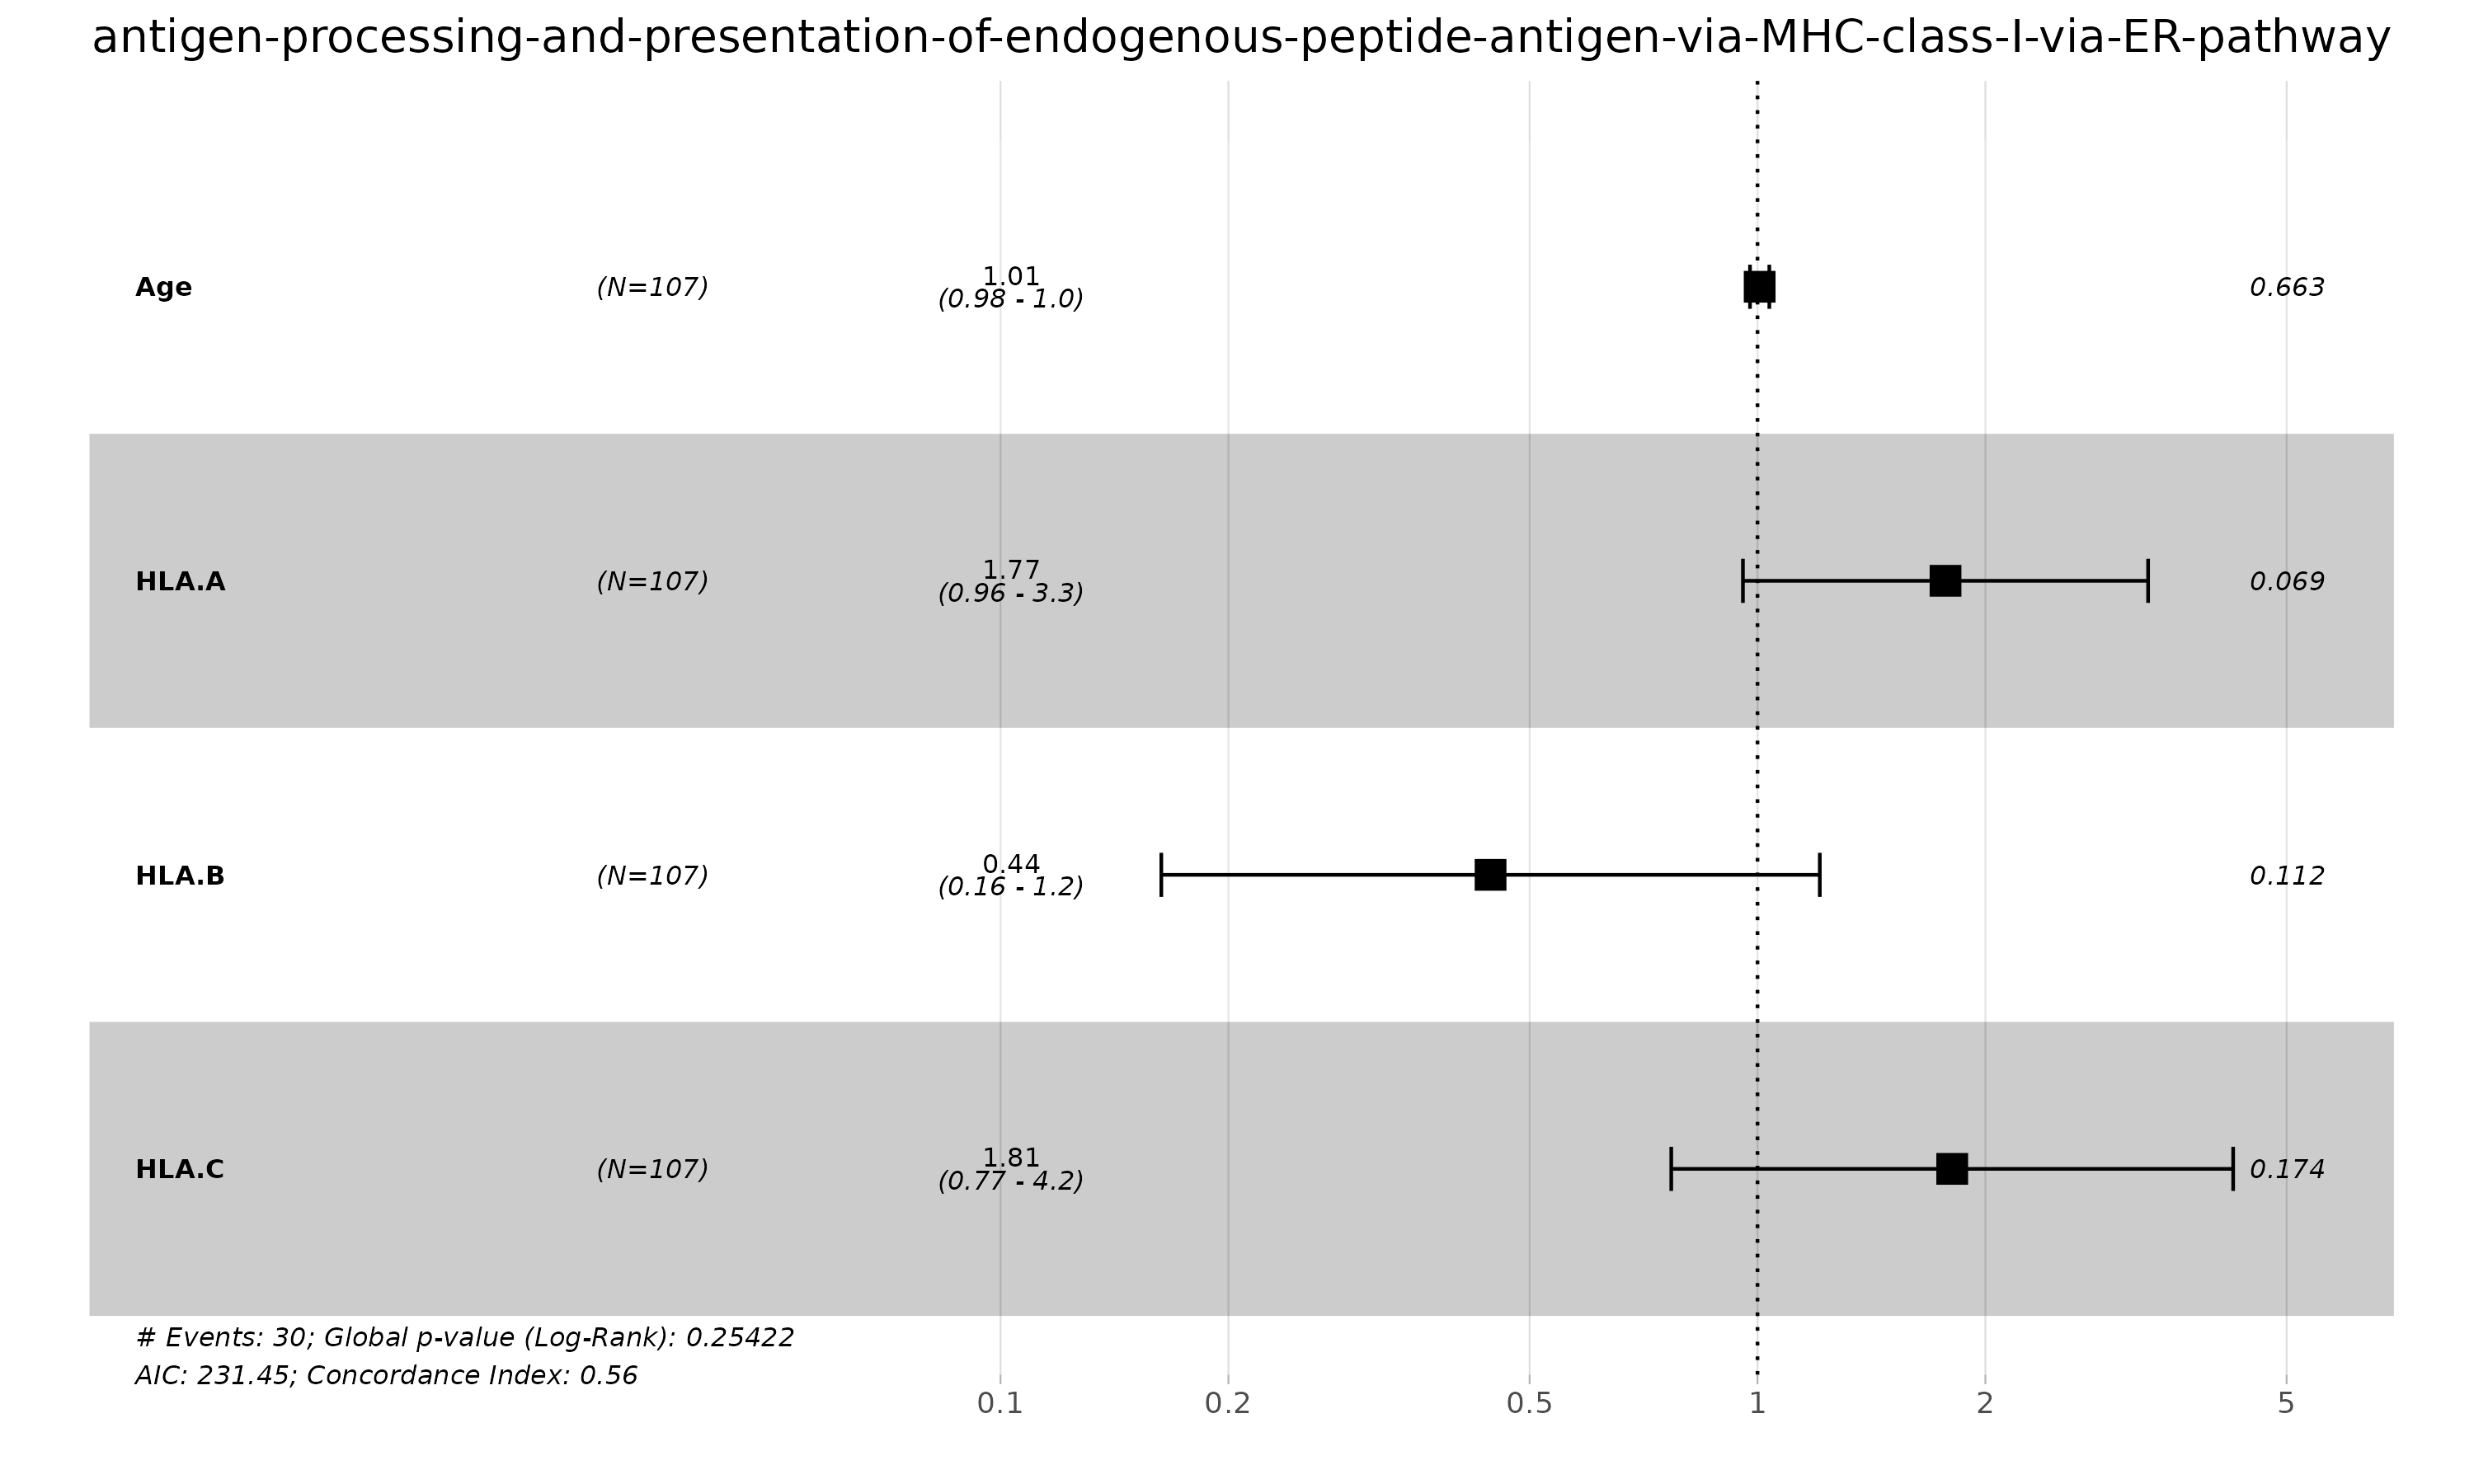 antigen-processing-and-presentation-of-endogenous-peptide-antigen-via-MHC-class-I-via-ER-pathway
Age (N=107) 1.01 0.663
(0.98 - 1.0)
HLA.A (N=107) 1.77 0.069
(0.96 - 3.3)
HLA.B (N=107) 0.44 0.112
(0.16 - 1.2)
HLA.C (N=107) 1.81 0.174
(0.77 - 4.2)
# Events: 30; Global p-value (Log-Rank): 0.25422
AIC: 231.45; Concordance Index: 0.56
0.1 0.2 0.5 1 2 5